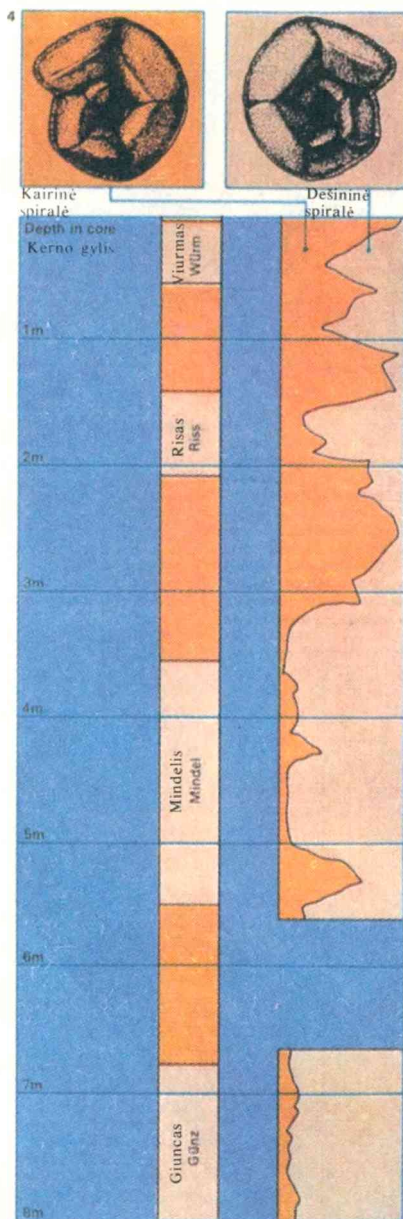 4
Kairinė
spiralė
Dešininė
spiralė
Depth in core
Kerno gylis
Viurmas
Würm
1m
Risas
Riss
2m
3m
4m
Mindelis
Mindel
5m
6m
7m
Giuncas
Günz
8m